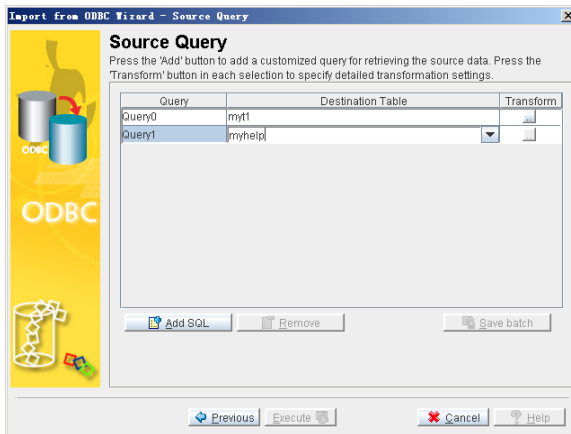 Import from ODBC Wizard - Source Query
Source Query
Press the 'Add' button to add a customized query for retrieving the source data. Press the
'Transform' button in each selection to specify detailed transformation settings.
Query Destination Table Transform
Query0 myt1 ...
Query1 myhelp ...
ODBC
ODBC
Add SQL Remove Save batch
Previous Execute Cancel Help